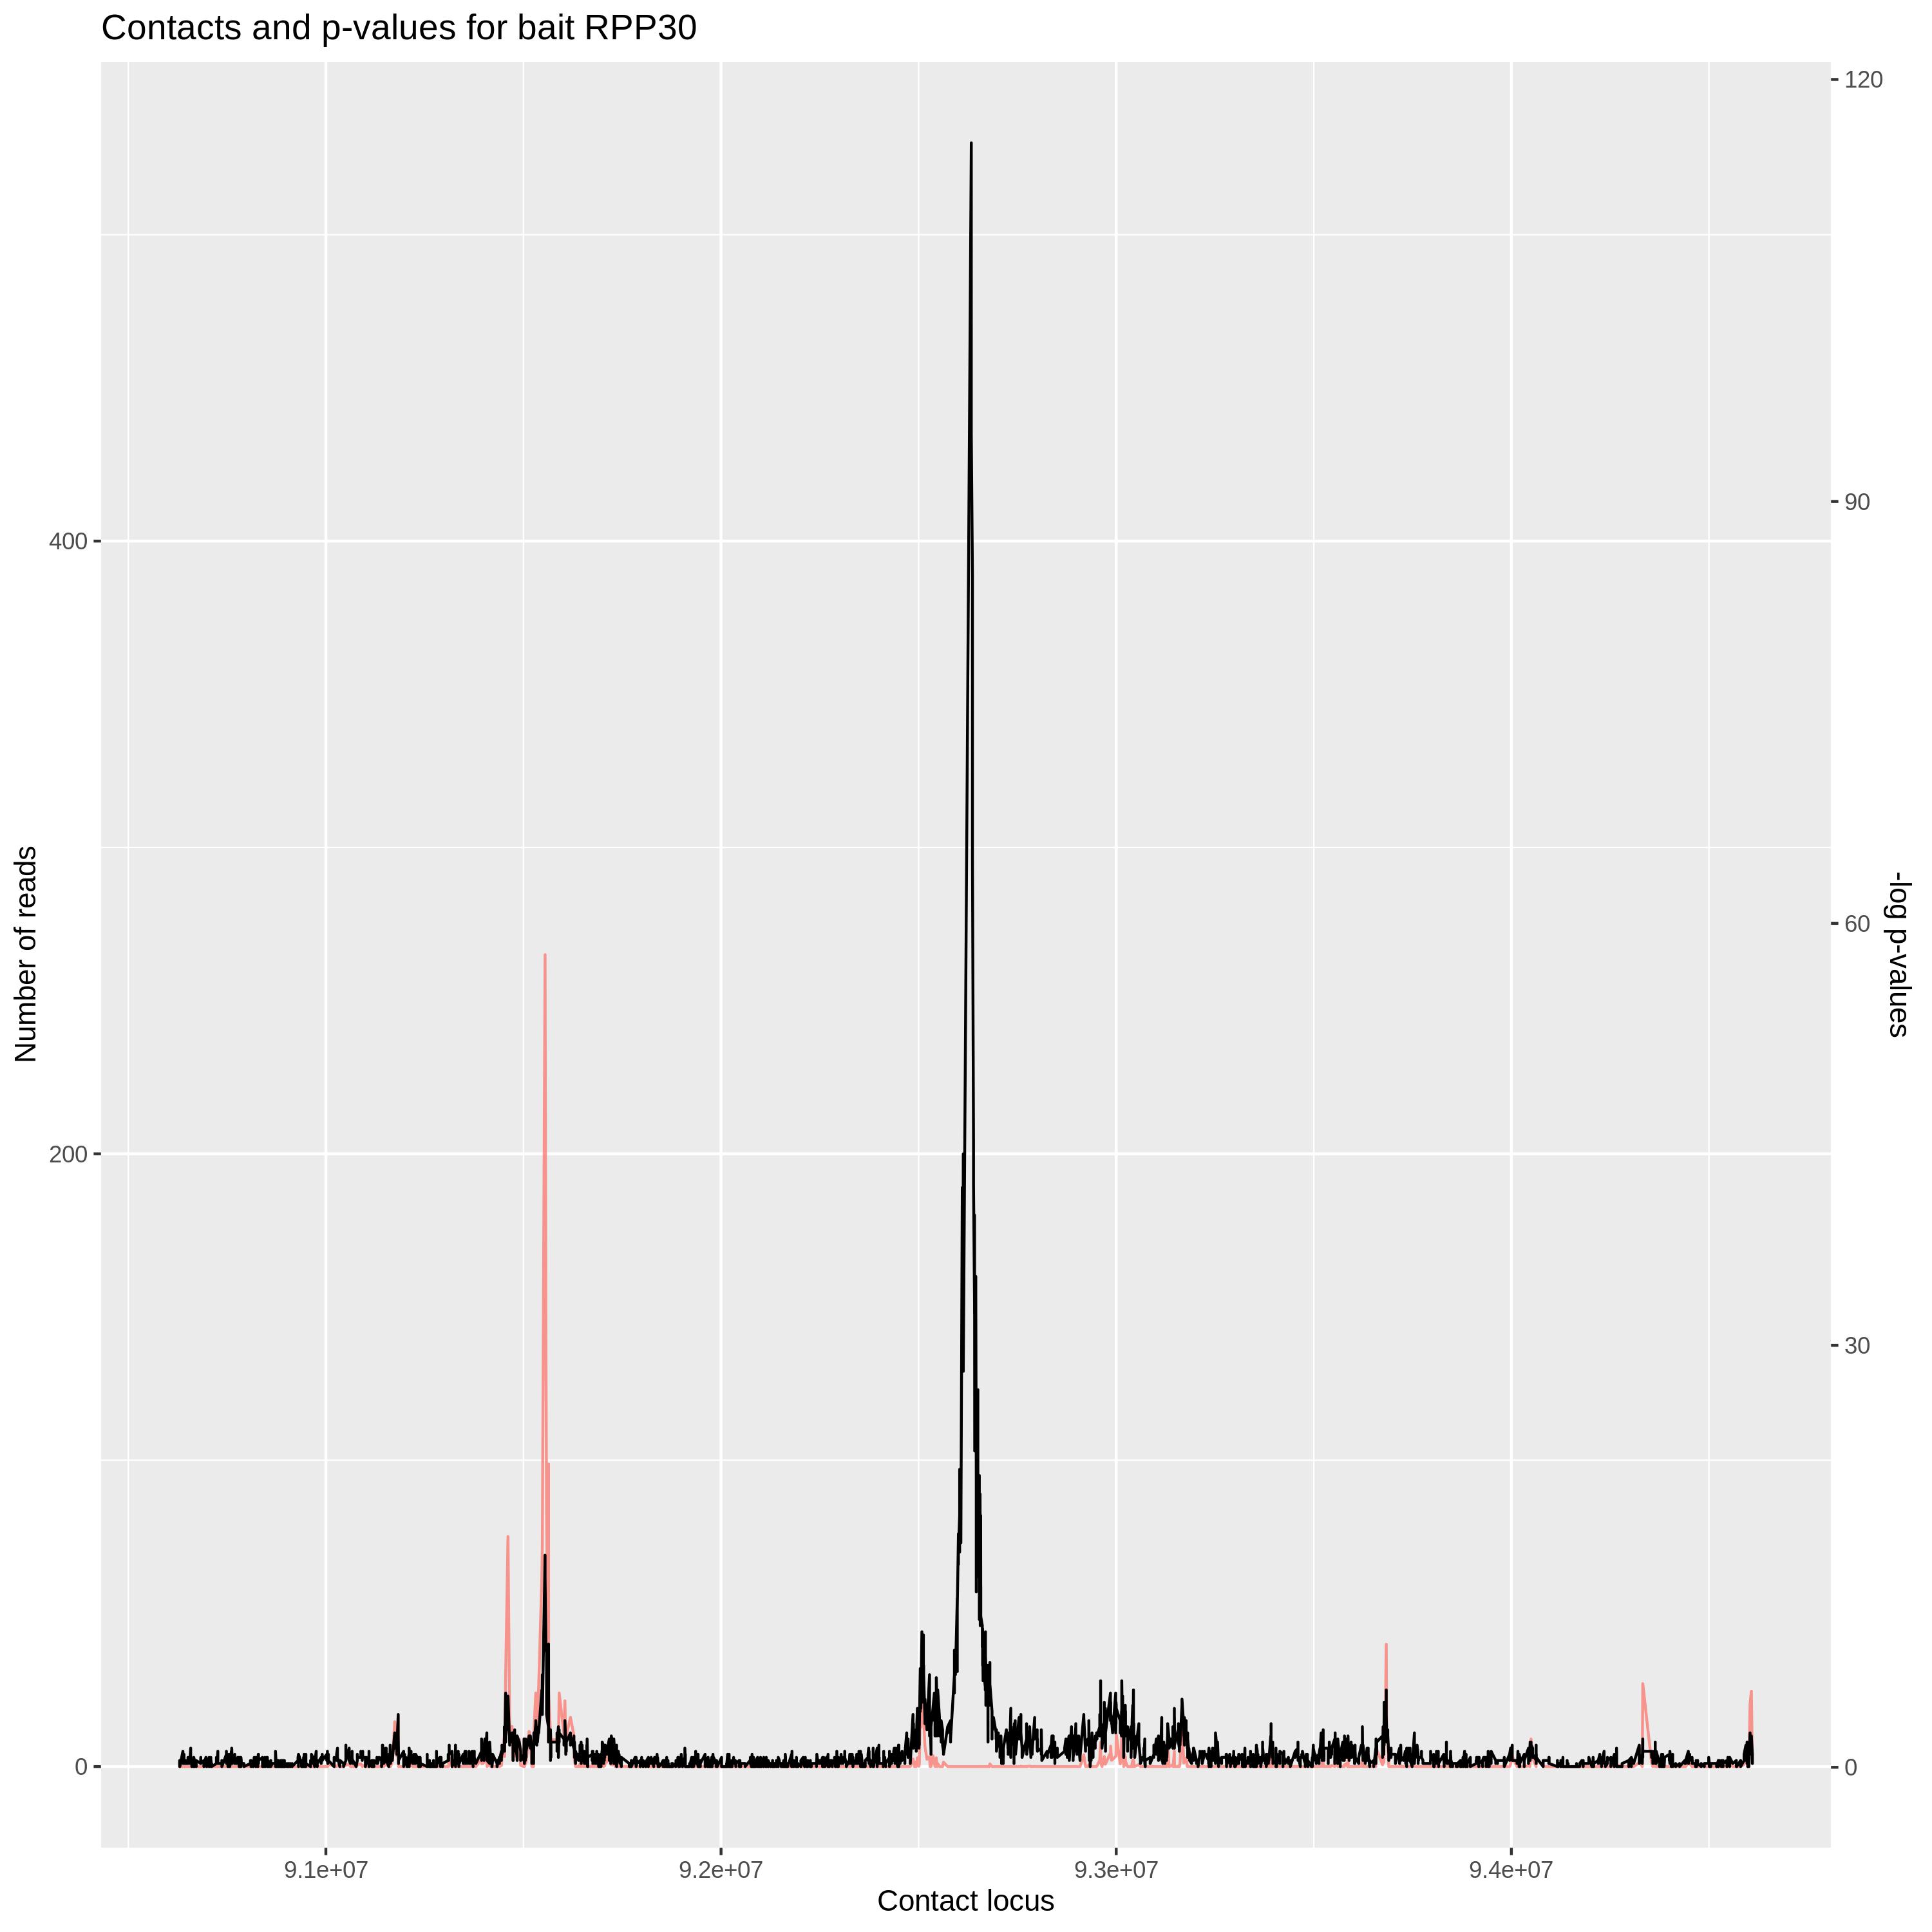 Contacts and p-values for bait RPP30
Number of reads
400
200
0
120
90
60
30
0
-log p-values
9.1e+07
9.2e+07
9.3e+07
9.4e+07
Contact locus